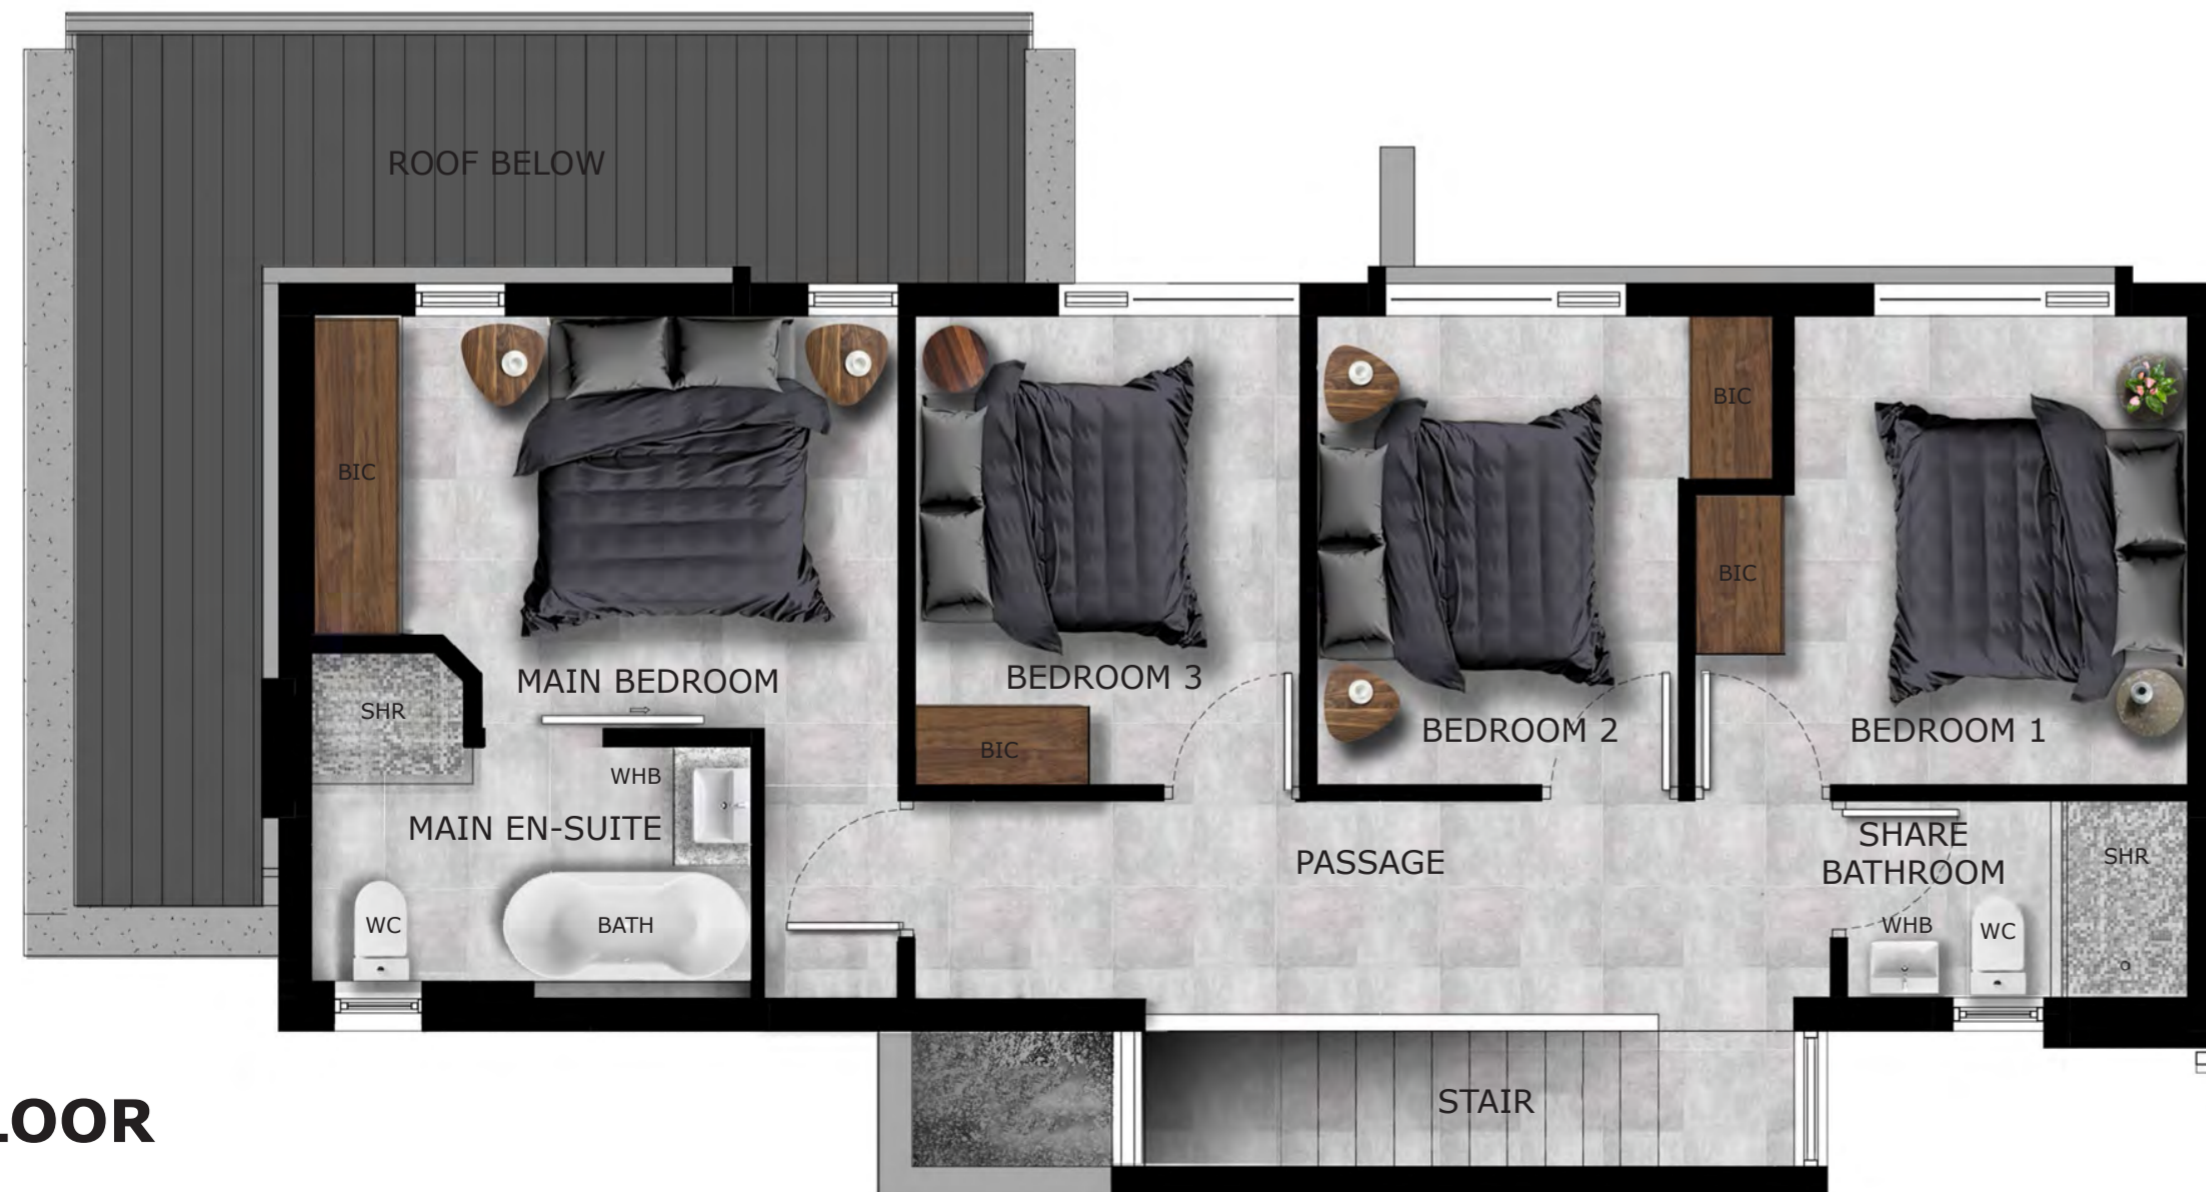 ROOF BELOW
BIC
BIC
BIC
MAIN BEDROOM
BEDROOM 3
BEDROOM 2
BEDROOM 1
SHR
BIC
WHB
MAIN EN-SUITE
PASSAGE
SHARE
BATHROOM
SHR
WC
BATH
WHB
WC
STAIR
LOOR